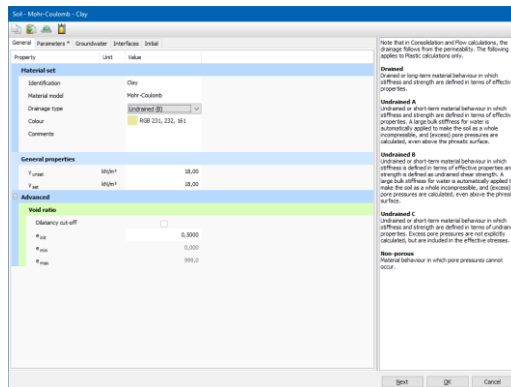 Soil - Mohr-Coulomb - Clay
General Parameters * Groundwater Interfaces Initial
Property Unit Value
Material set
Identification Clay
Material model Mohr-Coulomb
Drainage type Undrained (B)
Colour RGB 231, 232, 161
Comments
General properties
γ unsat kN/m³ 18,00
γ sat kN/m³ 18,00
Advanced
Void ratio
Dilatancy cut-off
e init 0,5000
e min 0,000
e max 999,0
Note that in Consolidation and Flow calculations, the
drainage follows from the permeability. The following
applies to Plastic calculations only.
Drained
Drained or long-term material behaviour in which
stiffness and strength are defined in terms of effective
properties.
Undrained A
Undrained or short-term material behaviour in which
stiffness and strength are defined in terms of effective
properties. A large bulk stiffness for water is
automatically applied to make the soil as a whole
incompressible, and (excess) pore pressures are
calculated, even above the phreatic surface.
Undrained B
Undrained or short-term material behaviour in which
stiffness is defined in terms of effective properties and
strength is defined as undrained shear strength. A
large bulk stiffness for water is automatically applied t
make the soil as a whole incompressible, and (excess)
pore pressures are calculated, even above the phreat
surface.
Undrained C
Undrained or short-term material behaviour in which
stiffness and strength are defined in terms of undrain
properties. Excess pore pressures are not explicitly
calculated, but are included in the effective stresses.
Non-porous
Material behaviour in which pore pressures cannot
occur.
Next OK Cancel